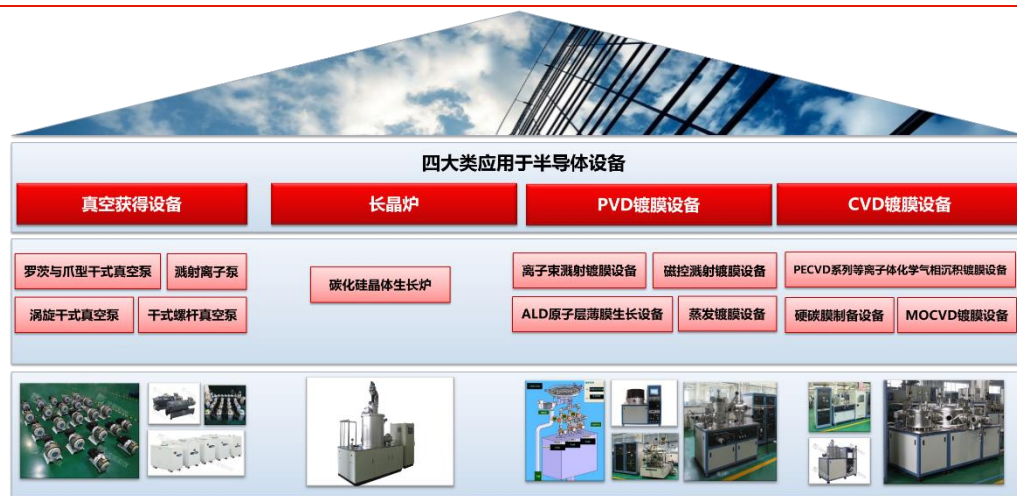 四大类应用于半导体设备
真空获得设备
长晶炉
PVD镀膜设备
CVD镀膜设备
罗茨与爪型干式真空泵
溅射离子泵
涡旋干式真空泵
干式螺杆真空泵
碳化硅晶体生长炉
离子束溅射镀膜设备
磁控溅射镀膜设备
ALD原子层薄膜生长设备
蒸发镀膜设备
PECVD系列等离子体化学气相沉积镀膜设备
硬碳膜制备设备
MOCVD镀膜设备